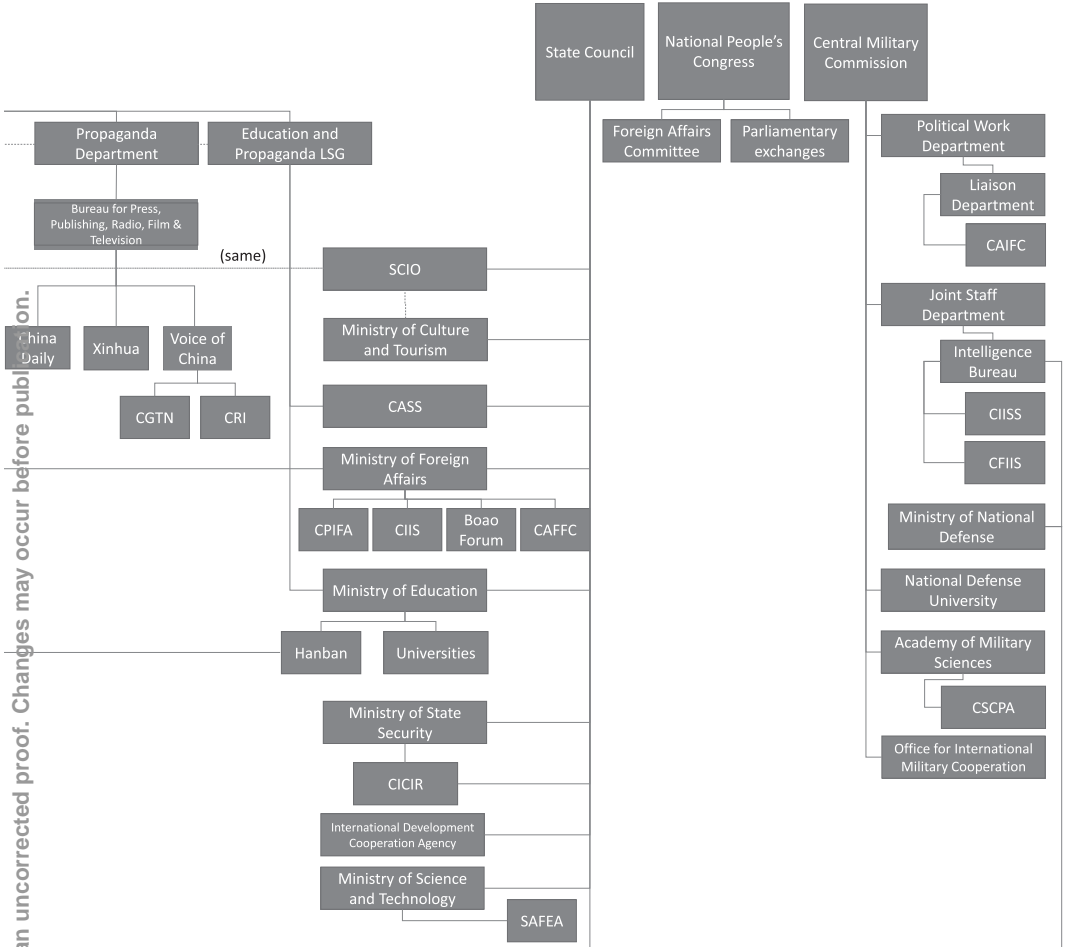 State Council
National People's
Congress
Central Military
Commission
Propaganda
Department
Education and
Propaganda LSG
Foreign Affairs
Committee
Parliamentary
exchanges
Political Work
Department
Liaison
Department
CAIFC
Bureau for Press,
Publishing, Radio, Film &
Television
(same)
SCIO
Ministry of Culture
and Tourism
China
Daily
Xinhua
Voice of
China
CGTN
CRI
CASS
Ministry of Foreign
Affairs
CPIFA
CIIS
Boao
Forum
CAFFC
Ministry of Education
Hanban
Universities
Ministry of State
Security
CICIR
International Development
Cooperation Agency
Ministry of Science
and Technology
SAFEA
Joint Staff
Department
Intelligence
Bureau
CIISS
CFIIS
Ministry of National
Defense
National Defense
University
Academy of Military
Sciences
CSCPA
Office for International
Military Cooperation
an uncorrected proof. Changes may occur before publication.